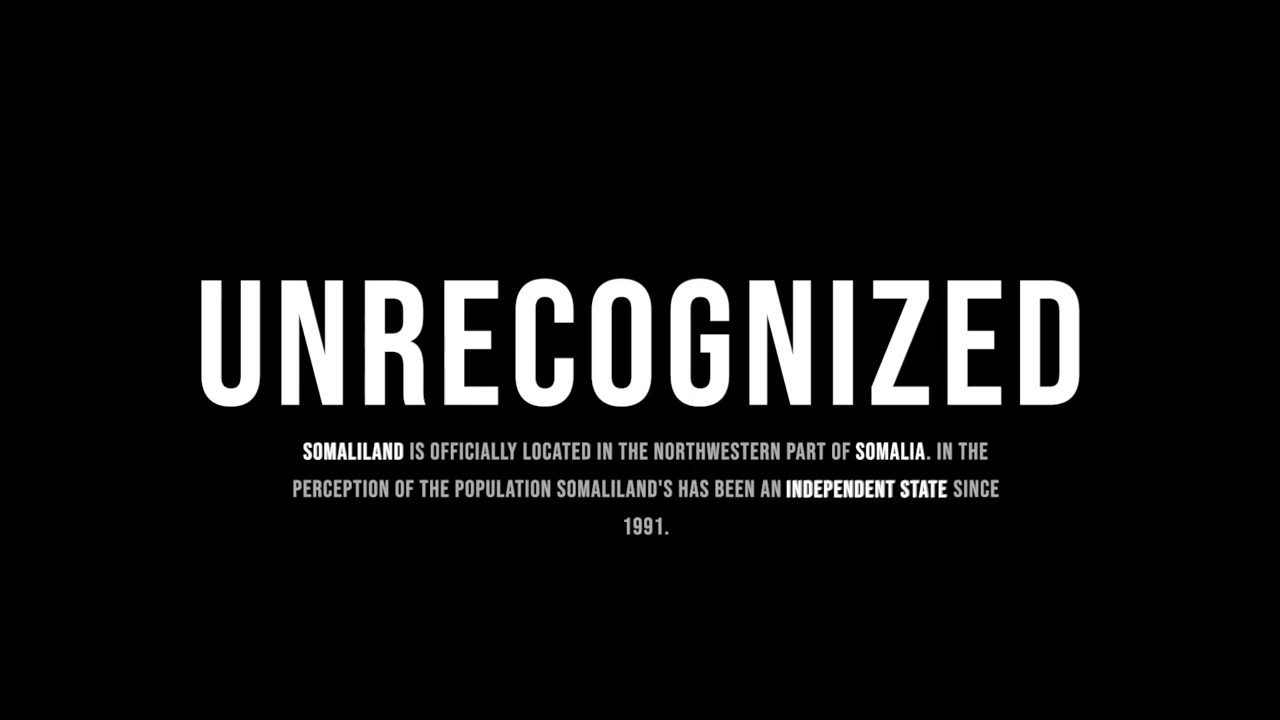 UNRECOGNIZED
SOMALILAND IS OFFICIALLY LOCATED IN THE NORTHWESTERN PART OF SOMALIA. IN THE
PERCEPTION OF THE POPULATION SOMALILAND'S HAS BEEN AN INDEPENDENT STATE SINCE
1991.